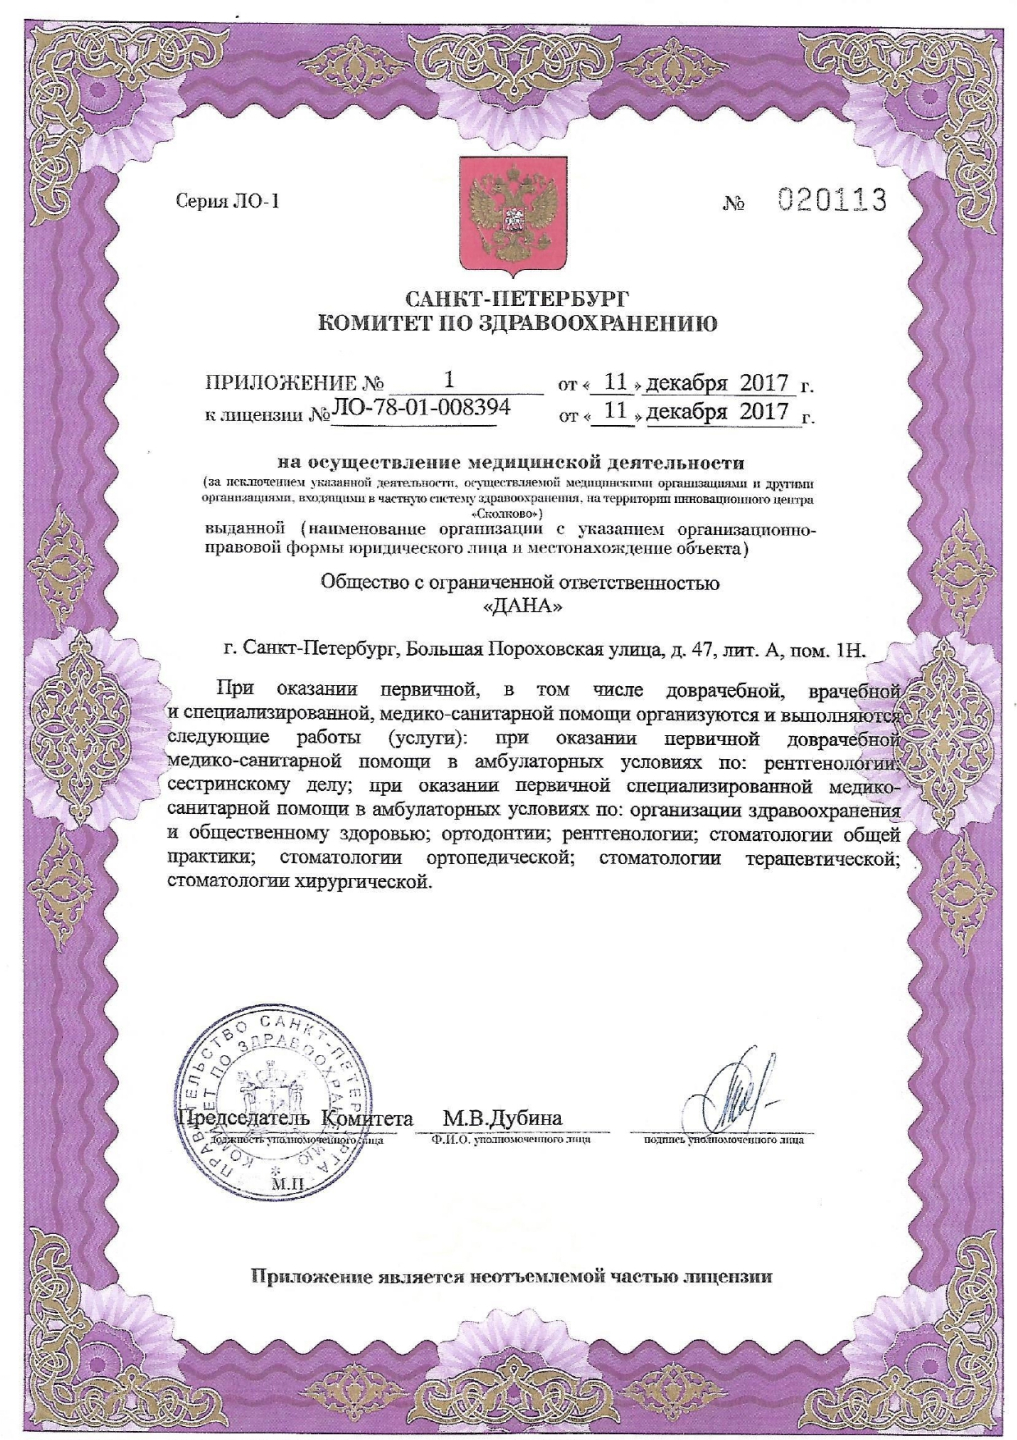 Серия ЛО-1
№ 020113
САНКТ-ПЕТЕРБУРГ
КОМИТЕТ ПО ЗДРАВООХРАНЕНИЮ
ПРИЛОЖЕНИЕ № 1 от « 11 » декабря 2017 г.
к лицензии № ЛО-78-01-008394 от « 11 » декабря 2017 г.
на осуществление медицинской деятельности
(за исключением указанной деятельности, осуществляемой медицинскими организациями и другими
организациями, входящими в частную систему здравоохранения, на территории инновационного центра
«Сколково»)
выданной (наименование организации с указанием организационно-
правовой формы юридического лица и местонахождение объекта)
Общество с ограниченной ответственностью
«ДАНА»
г. Санкт-Петербург, Большая Пороховская улица, д. 47, лит. А, пом. 1Н.
При оказании первичной, в том числе доврачебной, врачебной
и специализированной, медико-санитарной помощи организуются и выполняются
следующие работы (услуги): при оказании первичной доврачебной
медико-санитарной помощи в амбулаторных условиях по: рентгенологии;
сестринскому делу; при оказании первичной специализированной медико-
санитарной помощи в амбулаторных условиях по: организации здравоохранения
и общественному здоровью; ортодонтии; рентгенологии; стоматологии общей
практики; стоматологии ортопедической; стоматологии терапевтической;
стоматологии хирургической.
ПРАВИТЕЛЬСТВО САНКТ-ПЕТЕРБУРГА
КОМИТЕТ ПО ЗДРАВООХРАНЕНИЮ
Председатель Комитета М.В.Дубина
должность уполномоченного лица Ф.И.О. уполномоченного лица подпись уполномоченного лица
М.П.
Приложение является неотъемлемой частью лицензии